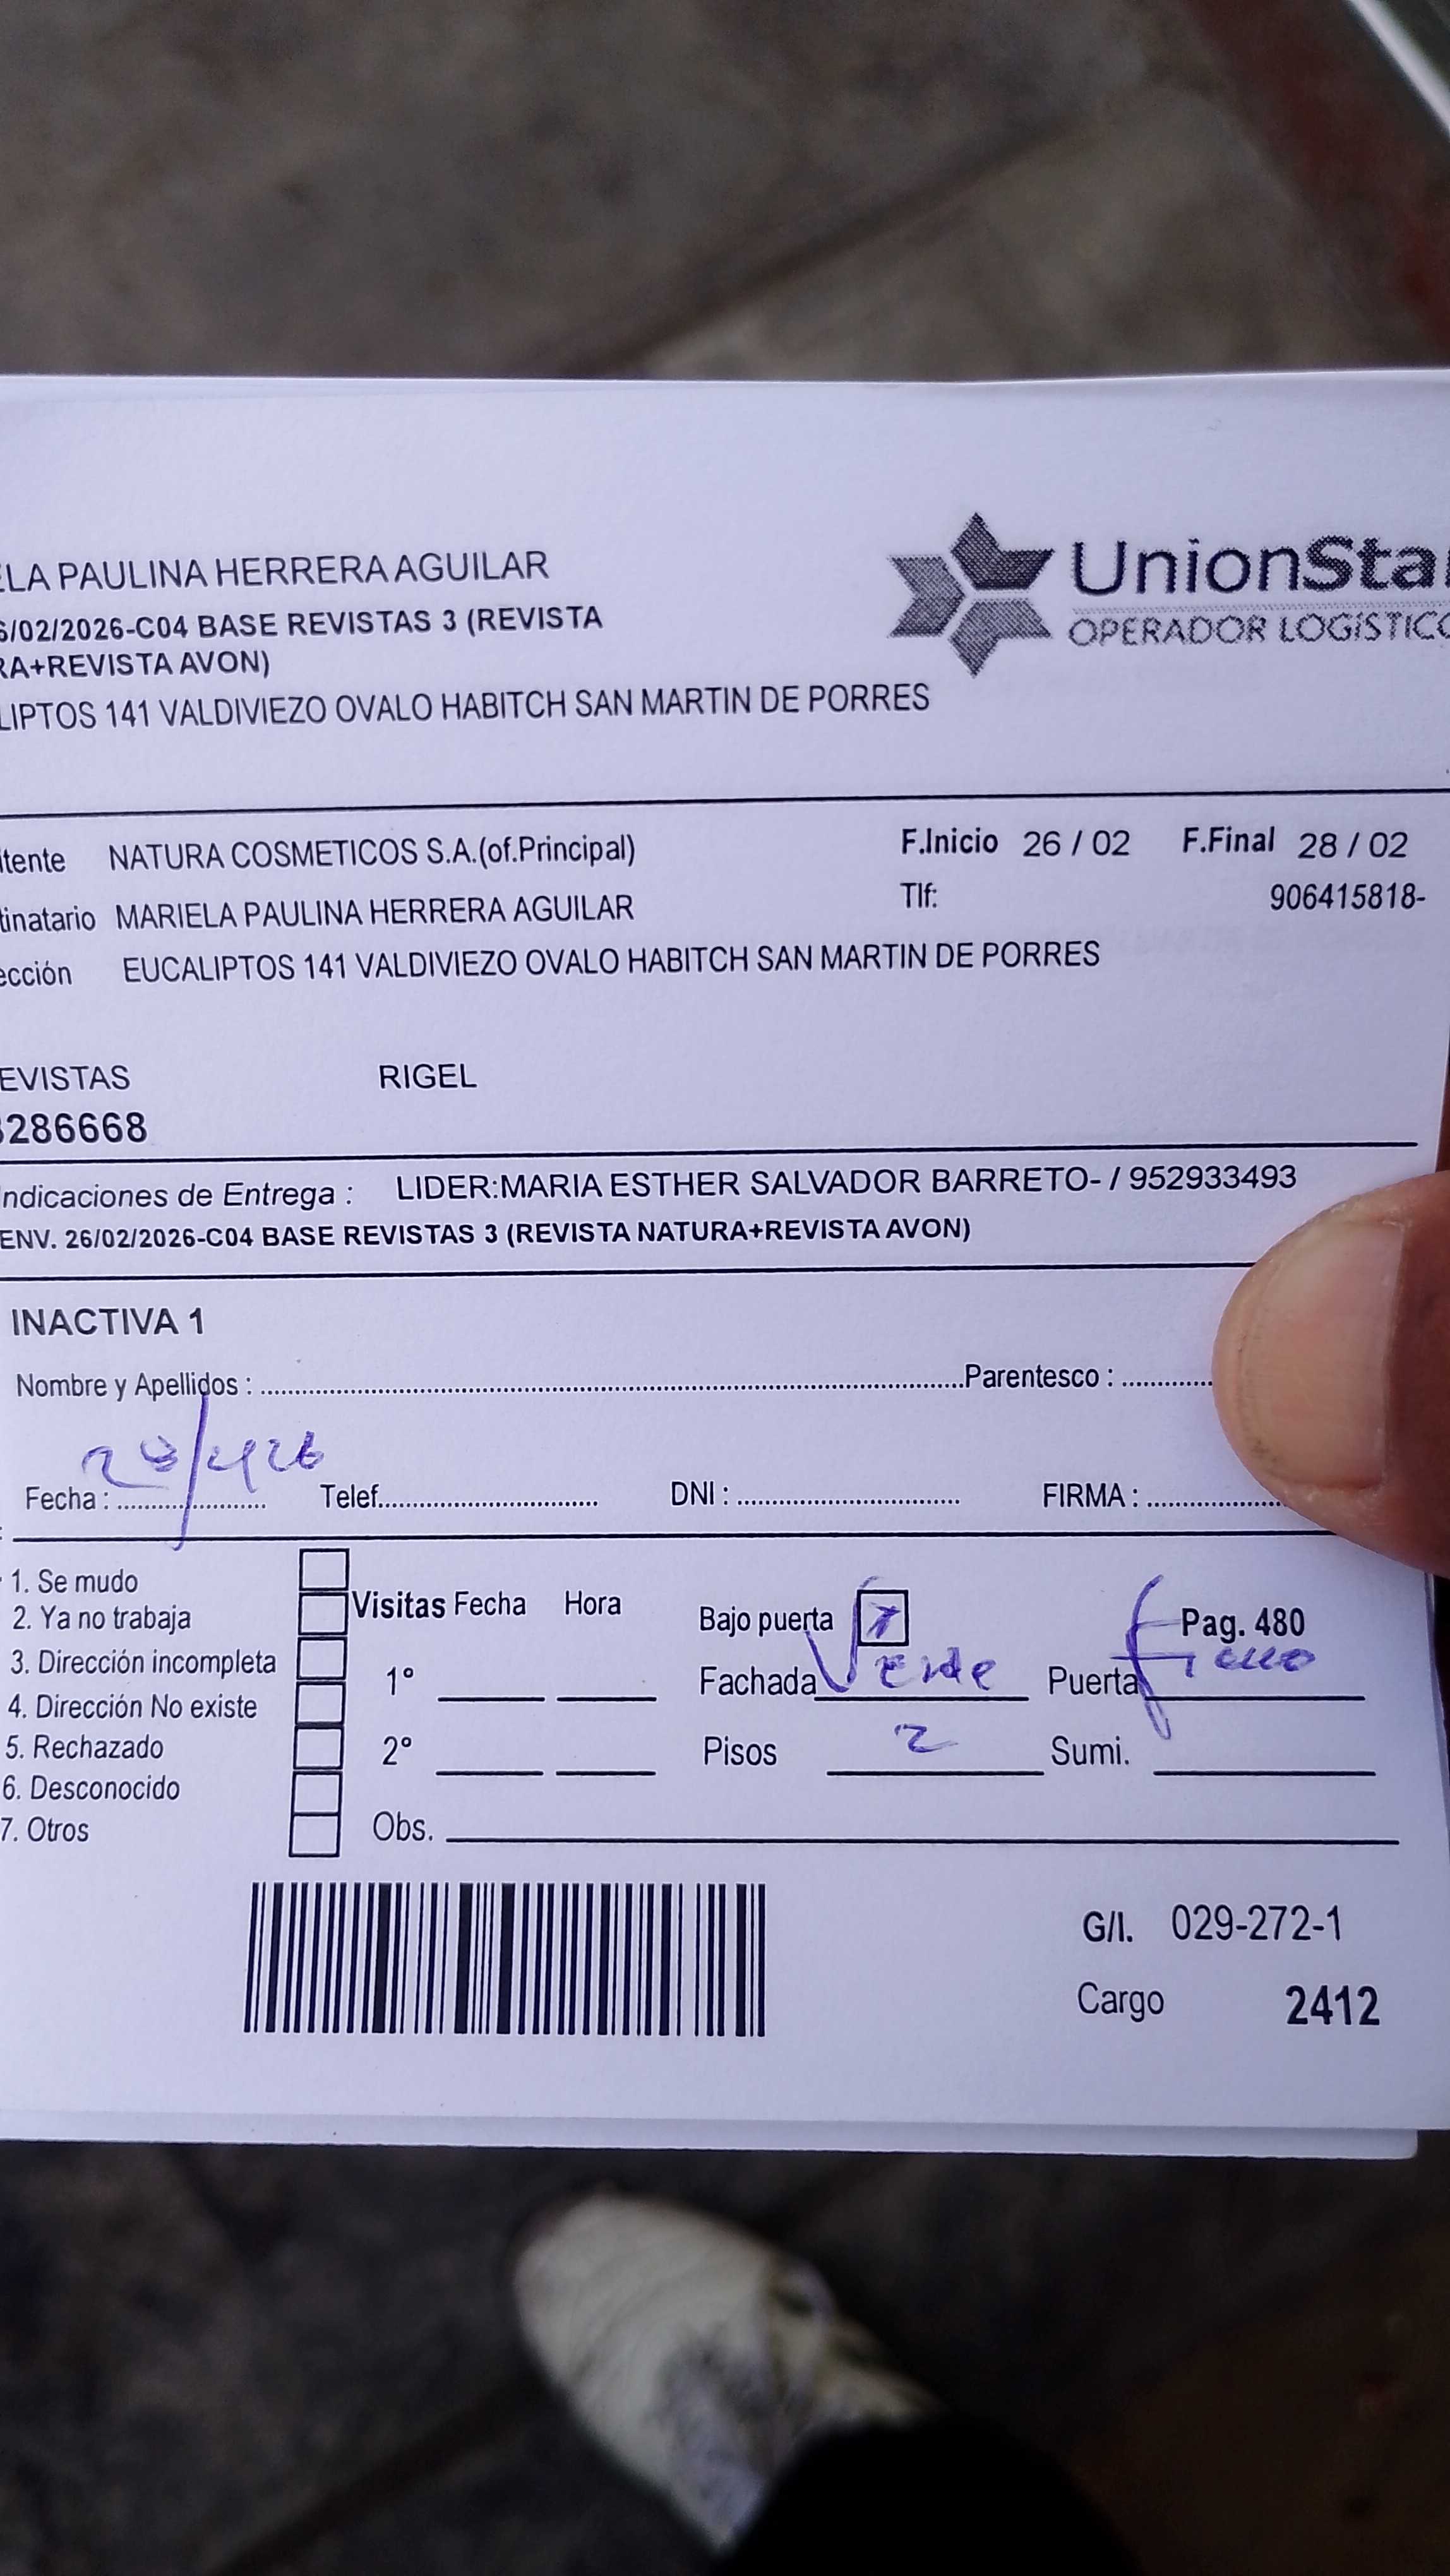 ELA PAULINA HERRERA AGUILAR
6/02/2026-C04 BASE REVISTAS 3 (REVISTA
RA+REVISTA AVON)
LIPTOS 141 VALDIVIEZO OVALO HABITCH SAN MARTIN DE PORRES
UnionStar
OPERADOR LOGÍSTICO
itente NATURA COSMETICOS S.A.(of.Principal)
F.Inicio 26 / 02 F.Final 28 / 02
tinatario MARIELA PAULINA HERRERA AGUILAR
Tlf: 906415818-
ección EUCALIPTOS 141 VALDIVIEZO OVALO HABITCH SAN MARTIN DE PORRES
EVISTAS RIGEL
286668
Indicaciones de Entrega : LIDER:MARIA ESTHER SALVADOR BARRETO- / 952933493
ENV. 26/02/2026-C04 BASE REVISTAS 3 (REVISTA NATURA+REVISTA AVON)
INACTIVA 1
Nombre y Apellidos : Parentesco :
Fecha : Telef. DNI : FIRMA :
1. Se mudo
2. Ya no trabaja
3. Dirección incompleta
4. Dirección No existe
5. Rechazado
6. Desconocido
7. Otros
Visitas Fecha Hora
1°
2°
Obs.
Bajo puerta
Pag. 480
Fachada Verde Puerta Fierro
Pisos 2 Sumi.
G/I. 029-272-1
Cargo 2412